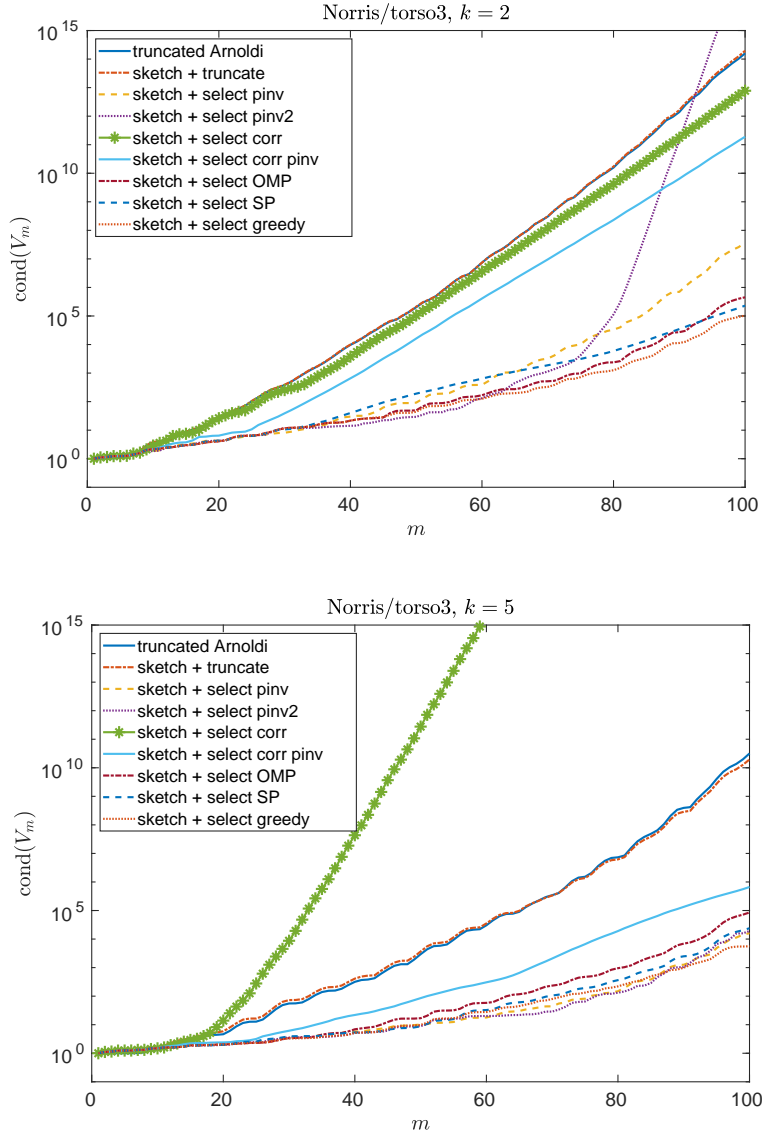 Norris/torso3, k = 2
truncated Arnoldi
sketch + truncate
sketch + select pinv
sketch + select pinv2
sketch + select corr
sketch + select corr pinv
sketch + select OMP
sketch + select SP
sketch + select greedy
10^15
10^10
10^5
10^0
cond(V_m)
0 20 40 60 80 100
m
Norris/torso3, k = 5
truncated Arnoldi
sketch + truncate
sketch + select pinv
sketch + select pinv2
sketch + select corr
sketch + select corr pinv
sketch + select OMP
sketch + select SP
sketch + select greedy
10^15
10^10
10^5
10^0
cond(V_m)
0 20 40 60 80 100
m